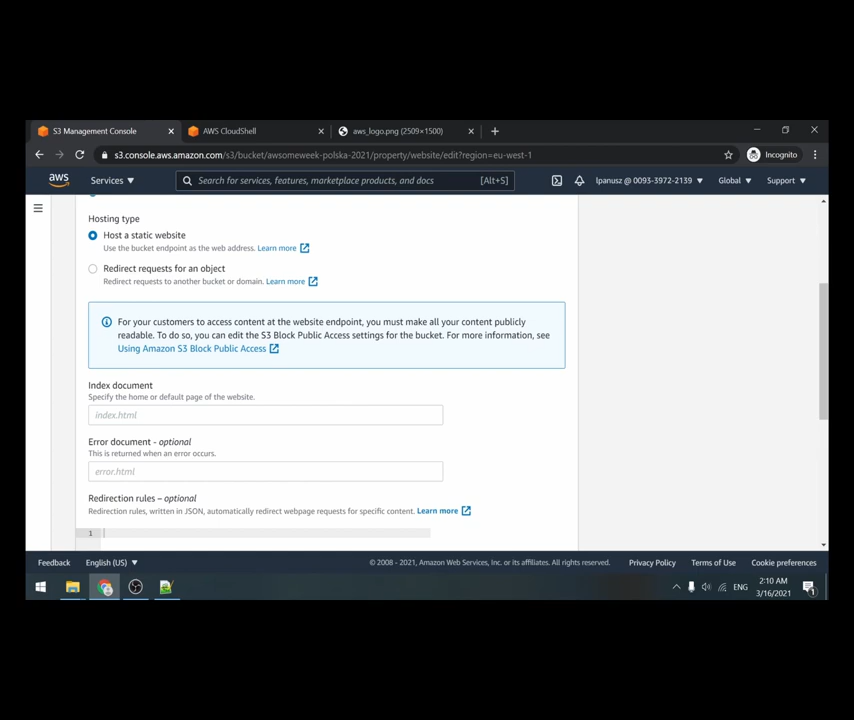 S3 Management Console
AWS CloudShell
aws_logo.png (2509×1500)
s3.console.aws.amazon.com/s3/bucket/awsomeweek-polska-2021/property/website/edit?region=eu-west-1
Incognito
aws
Services
Search for services, features, marketplace products, and docs
[Alt+S]
lpanusz @ 0093-3972-2139
Global
Support
Hosting type
Host a static website
Use the bucket endpoint as the web address. Learn more
Redirect requests for an object
Redirect requests to another bucket or domain. Learn more
For your customers to access content at the website endpoint, you must make all your content publicly
readable. To do so, you can edit the S3 Block Public Access settings for the bucket. For more information, see
Using Amazon S3 Block Public Access
Index document
Specify the home or default page of the website.
index.html
Error document - optional
This is returned when an error occurs.
error.html
Redirection rules – optional
Redirection rules, written in JSON, automatically redirect webpage requests for specific content. Learn more
1
Feedback
English (US)
© 2008 - 2021, Amazon Web Services, Inc. or its affiliates. All rights reserved.
Privacy Policy
Terms of Use
Cookie preferences
ENG
2:10 AM
3/16/2021
1